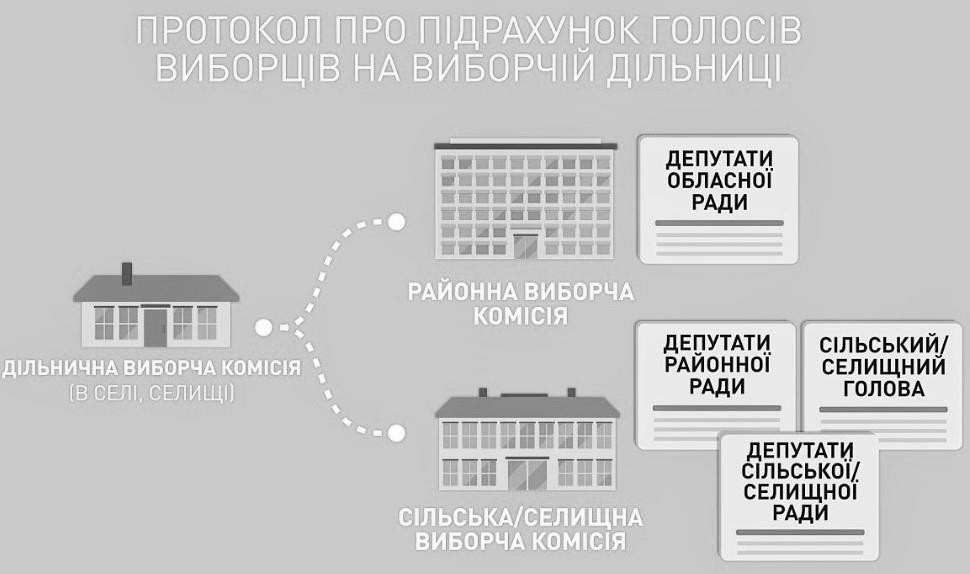 ПРОТОКОЛ ПРО ПІДРАХУНОК ГОЛОСІВ
ВИБОРЦІВ НА ВИБОРЧІЙ ДІЛЬНИЦІ
ДЕПУТАТИ
ОБЛАСНОЇ
РАДИ
РАЙОННА ВИБОРЧА
КОМІСІЯ
ДІЛЬНИЧНА ВИБОРЧА КОМІСІЯ
(В СЕЛІ, СЕЛИЩІ)
ДЕПУТАТИ
РАЙОННОЇ
РАДИ
СІЛЬСЬКИЙ/
СЕЛИЩНИЙ
ГОЛОВА
ДЕПУТАТИ
СІЛЬСЬКОЇ/
СЕЛИЩНОЇ
РАДИ
СІЛЬСЬКА/СЕЛИЩНА
ВИБОРЧА КОМІСІЯ